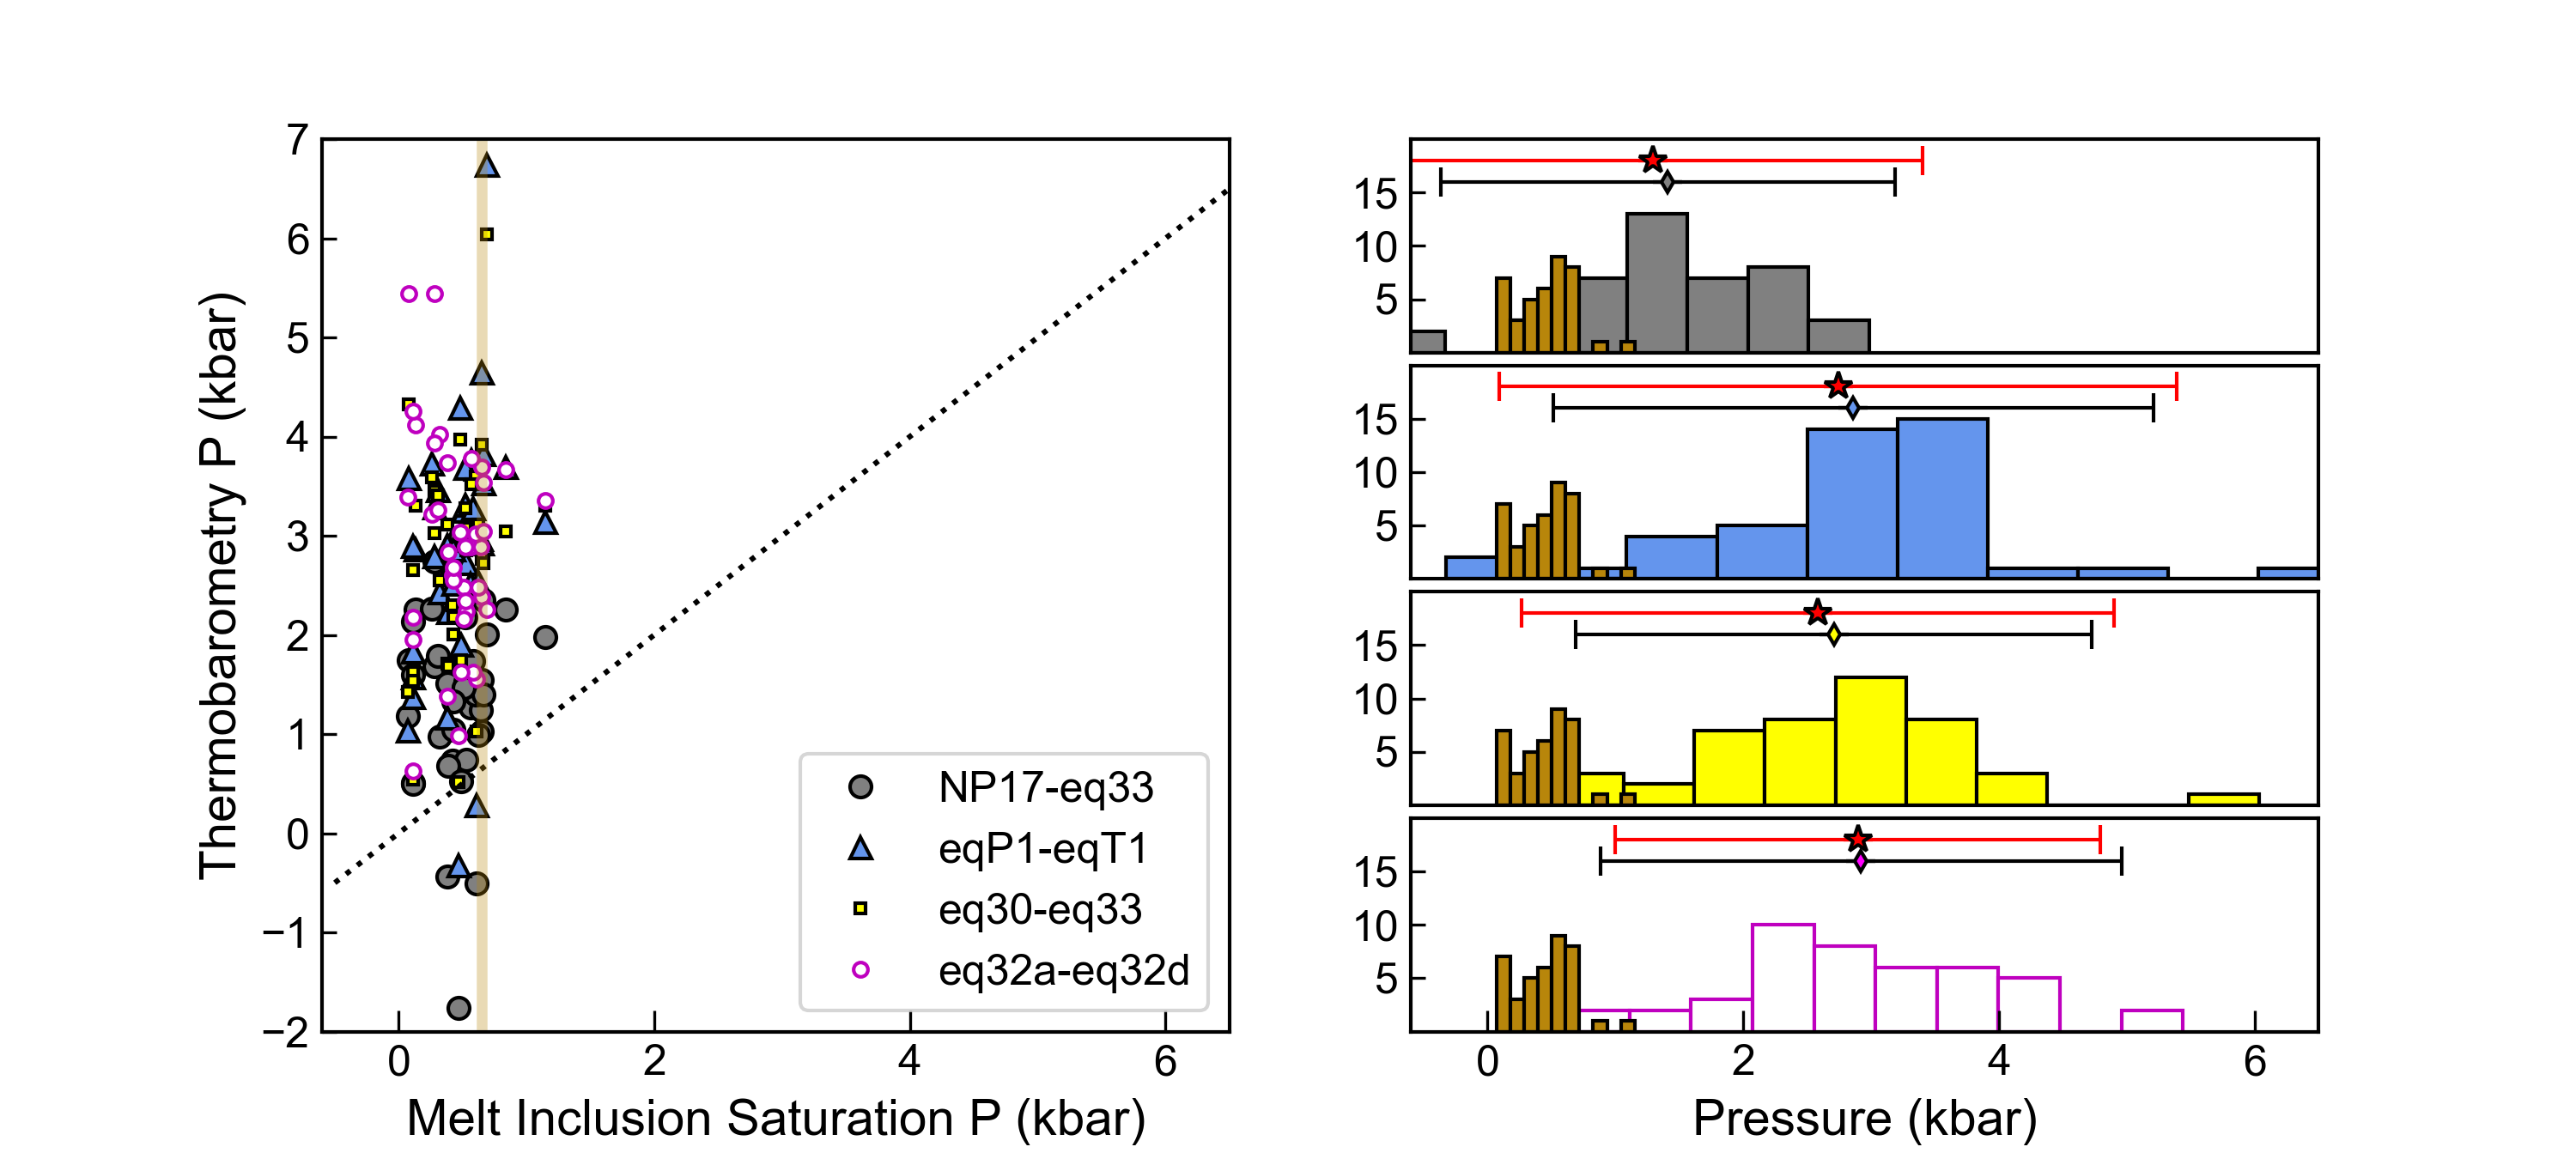 Thermobarometry P (kbar)
7
6
5
4
3
2
1
0
−1
−2
0 2 4 6
Melt Inclusion Saturation P (kbar)
NP17-eq33
eqP1-eqT1
eq30-eq33
eq32a-eq32d
15
10
5
15
10
5
15
10
5
15
10
5
0 2 4 6
Pressure (kbar)